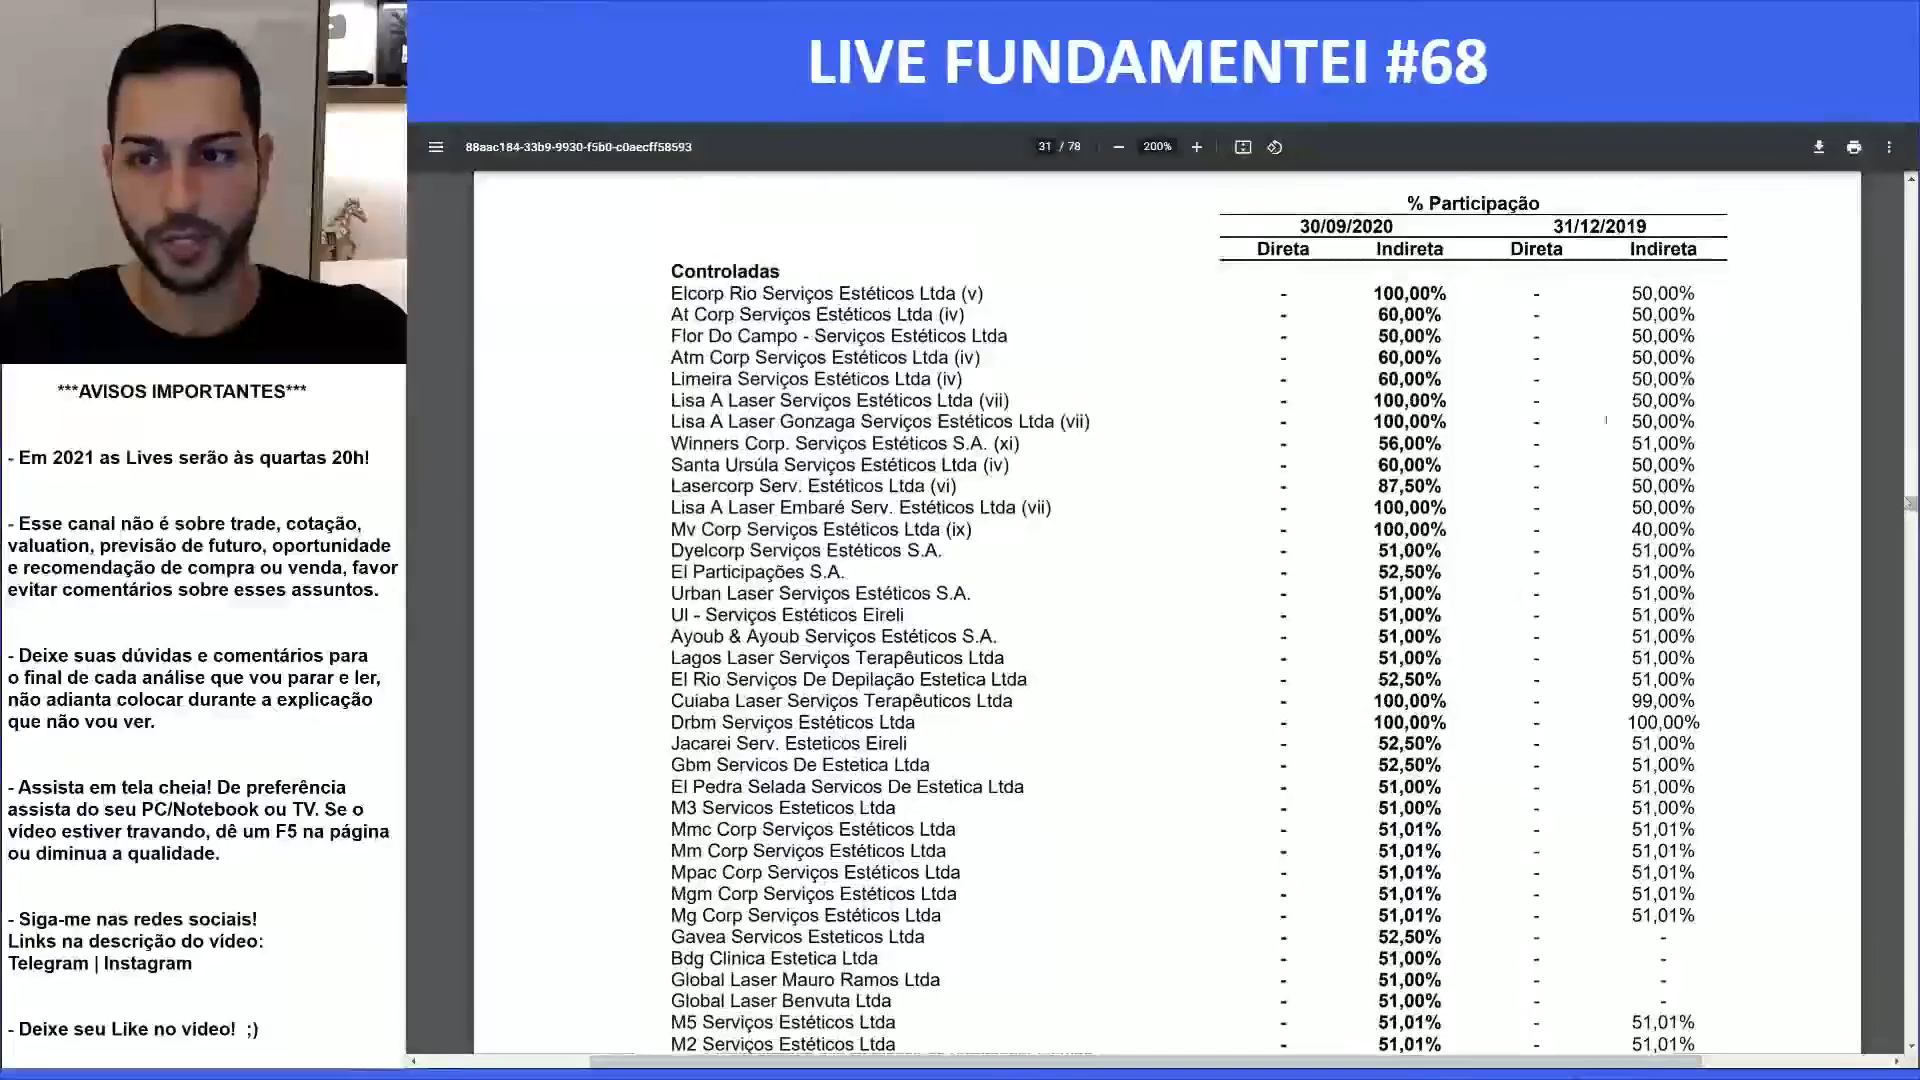 LIVE FUNDAMENTEI #68
88aac184-33b9-9930-f5b0-c0aecff58593
31 / 78
200%
% Participação
30/09/2020 31/12/2019
Direta Indireta Direta Indireta
Controladas
Elcorp Rio Serviços Estéticos Ltda (v) - 100,00% - 50,00%
At Corp Serviços Estéticos Ltda (iv) - 60,00% - 50,00%
Flor Do Campo - Serviços Estéticos Ltda - 50,00% - 50,00%
Atm Corp Serviços Estéticos Ltda (iv) - 60,00% - 50,00%
Limeira Serviços Estéticos Ltda (iv) - 60,00% - 50,00%
Lisa A Laser Serviços Estéticos Ltda (vii) - 100,00% - 50,00%
Lisa A Laser Gonzaga Serviços Estéticos Ltda (vii) - 100,00% - 50,00%
Winners Corp. Serviços Estéticos S.A. (xi) - 56,00% - 51,00%
Santa Ursúla Serviços Estéticos Ltda (iv) - 60,00% - 50,00%
Lasercorp Serv. Estéticos Ltda (vi) - 87,50% - 50,00%
Lisa A Laser Embaré Serv. Estéticos Ltda (vii) - 100,00% - 50,00%
Mv Corp Serviços Estéticos Ltda (ix) - 100,00% - 40,00%
Dyelcorp Serviços Estéticos S.A. - 51,00% - 51,00%
El Participações S.A. - 52,50% - 51,00%
Urban Laser Serviços Estéticos S.A. - 51,00% - 51,00%
Ul - Serviços Estéticos Eireli - 51,00% - 51,00%
Ayoub & Ayoub Serviços Estéticos S.A. - 51,00% - 51,00%
Lagos Laser Serviços Terapêuticos Ltda - 51,00% - 51,00%
El Rio Serviços De Depilação Estetica Ltda - 52,50% - 51,00%
Cuiaba Laser Serviços Terapêuticos Ltda - 100,00% - 99,00%
Drbm Serviços Estéticos Ltda - 100,00% - 100,00%
Jacarei Serv. Esteticos Eireli - 52,50% - 51,00%
Gbm Servicos De Estetica Ltda - 52,50% - 51,00%
El Pedra Selada Servicos De Estetica Ltda - 51,00% - 51,00%
M3 Servicos Esteticos Ltda - 51,00% - 51,00%
Mmc Corp Serviços Estéticos Ltda - 51,01% - 51,01%
Mm Corp Serviços Estéticos Ltda - 51,01% - 51,01%
Mpac Corp Serviços Estéticos Ltda - 51,01% - 51,01%
Mgm Corp Serviços Estéticos Ltda - 51,01% - 51,01%
Mg Corp Serviços Estéticos Ltda - 51,01% - 51,01%
Gavea Servicos Esteticos Ltda - 52,50% - -
Bdg Clinica Estetica Ltda - 51,00% - -
Global Laser Mauro Ramos Ltda - 51,00% - -
Global Laser Benvuta Ltda - 51,00% - -
M5 Serviços Estéticos Ltda - 51,01% - 51,01%
M2 Serviços Estéticos Ltda - 51,01% - 51,01%
***AVISOS IMPORTANTES***
- Em 2021 as Lives serão às quartas 20h!
- Esse canal não é sobre trade, cotação,
valuation, previsão de futuro, oportunidade
e recomendação de compra ou venda, favor
evitar comentários sobre esses assuntos.
- Deixe suas dúvidas e comentários para
o final de cada análise que vou parar e ler,
não adianta colocar durante a explicação
que não vou ver.
- Assista em tela cheia! De preferência
assista do seu PC/Notebook ou TV. Se o
vídeo estiver travando, dê um F5 na página
ou diminua a qualidade.
- Siga-me nas redes sociais!
Links na descrição do vídeo:
Telegram | Instagram
- Deixe seu Like no vídeo! ;)